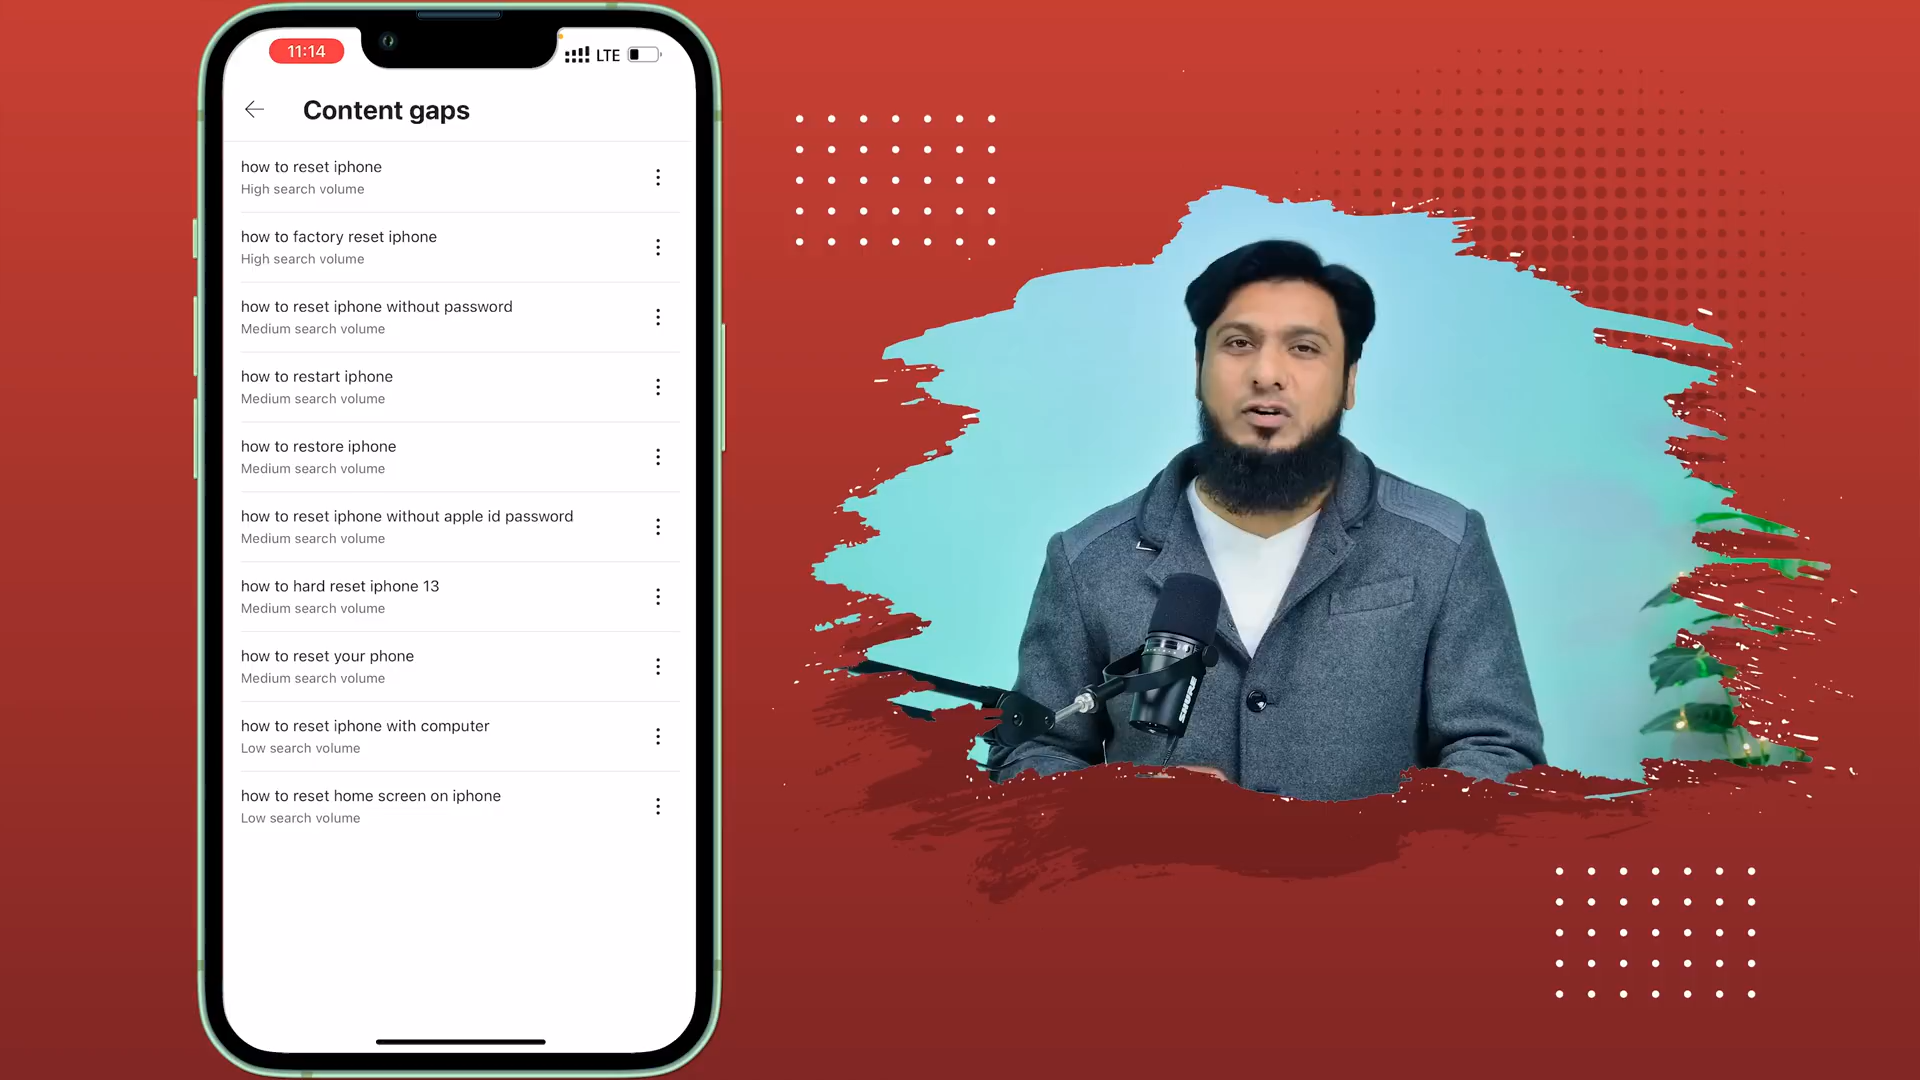 11:14
LTE
Content gaps
how to reset iphone
High search volume
how to factory reset iphone
High search volume
how to reset iphone without password
Medium search volume
how to restart iphone
Medium search volume
how to restore iphone
Medium search volume
how to reset iphone without apple id password
Medium search volume
how to hard reset iphone 13
Medium search volume
how to reset your phone
Medium search volume
how to reset iphone with computer
Low search volume
how to reset home screen on iphone
Low search volume
SHURE